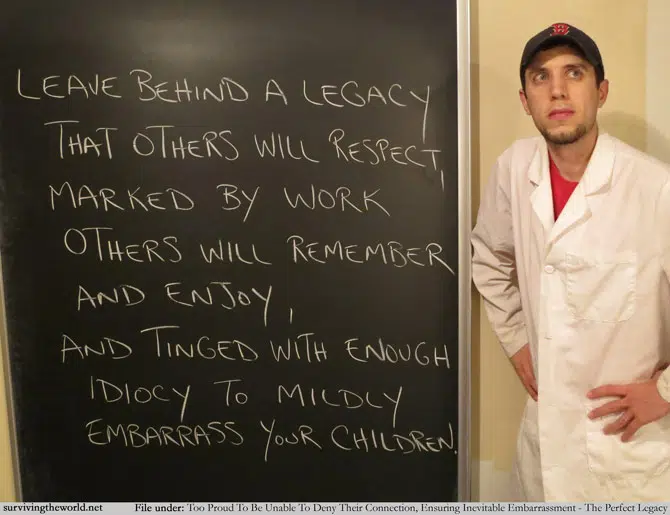 LEAVE BEHIND A LEGACY
THAT OTHERS WILL RESPECT,
MARKED BY WORK
OTHERS WILL REMEMBER
AND ENJOY,
AND TINGED WITH ENOUGH
IDIOCY TO MILDLY
EMBARRASS YOUR CHILDREN.
survivingtheworld.net File under: Too Proud To Be Unable To Deny Their Connection, Ensuring Inevitable Embarrassment - The Perfect Legacy